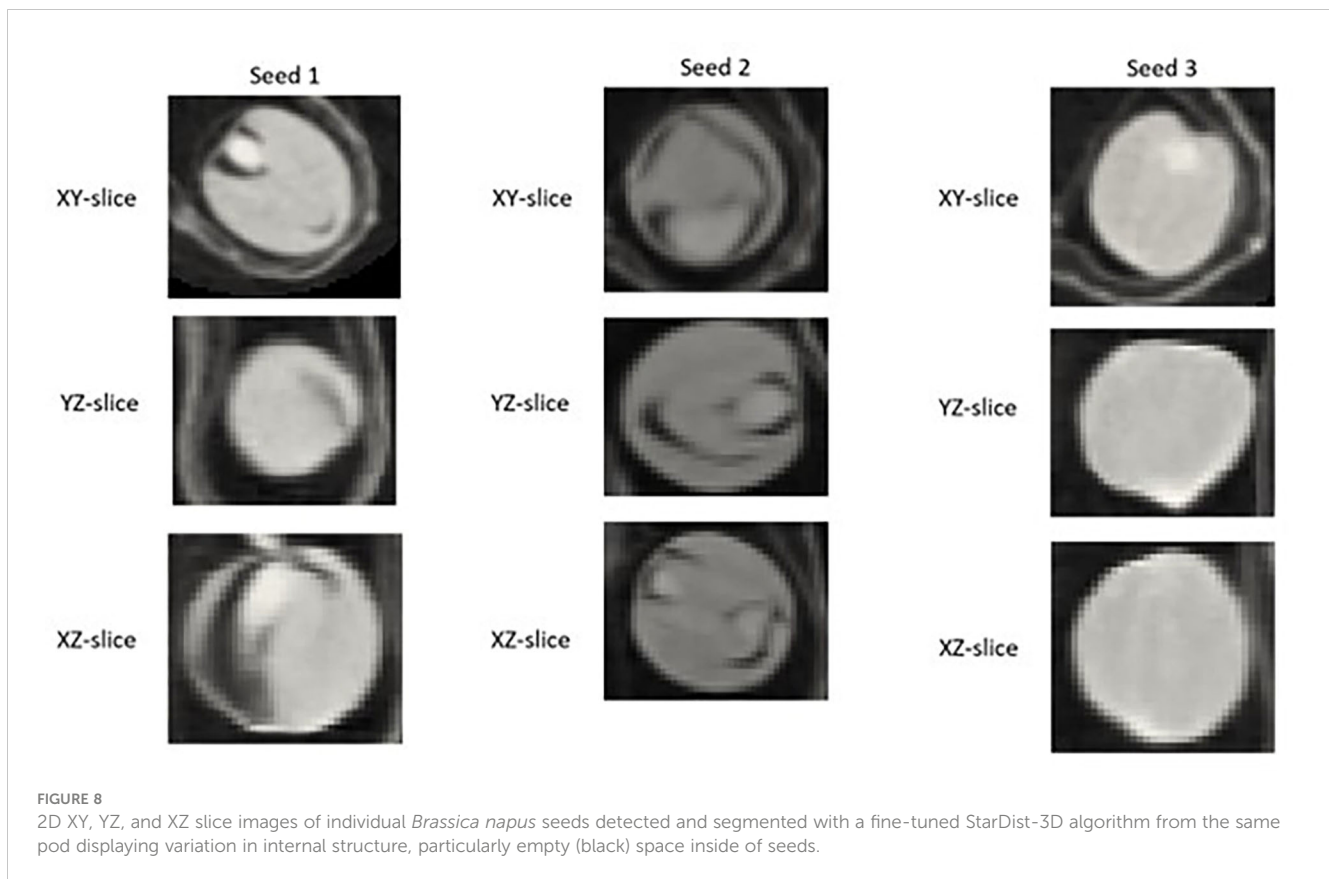 Seed 1 Seed 2 Seed 3
XY-slice XY-slice XY-slice
YZ-slice YZ-slice YZ-slice
XZ-slice XZ-slice XZ-slice
FIGURE 8
2D XY, YZ, and XZ slice images of individual Brassica napus seeds detected and segmented with a fine-tuned StarDist-3D algorithm from the same
pod displaying variation in internal structure, particularly empty (black) space inside of seeds.